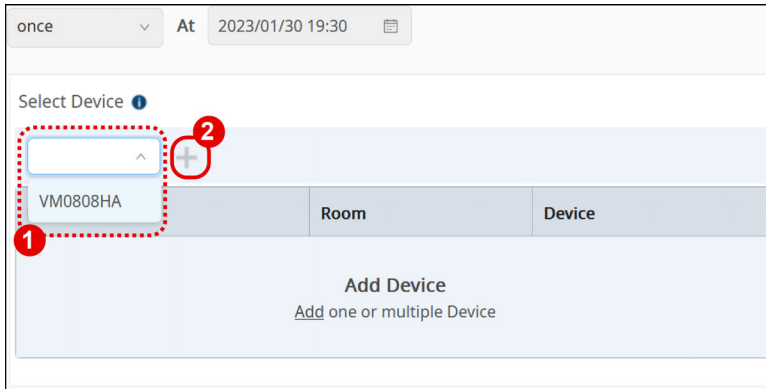 once At 2023/01/30 19:30
Select Device i
2
VM0808HA
Room Device
1
Add Device
Add one or multiple Device